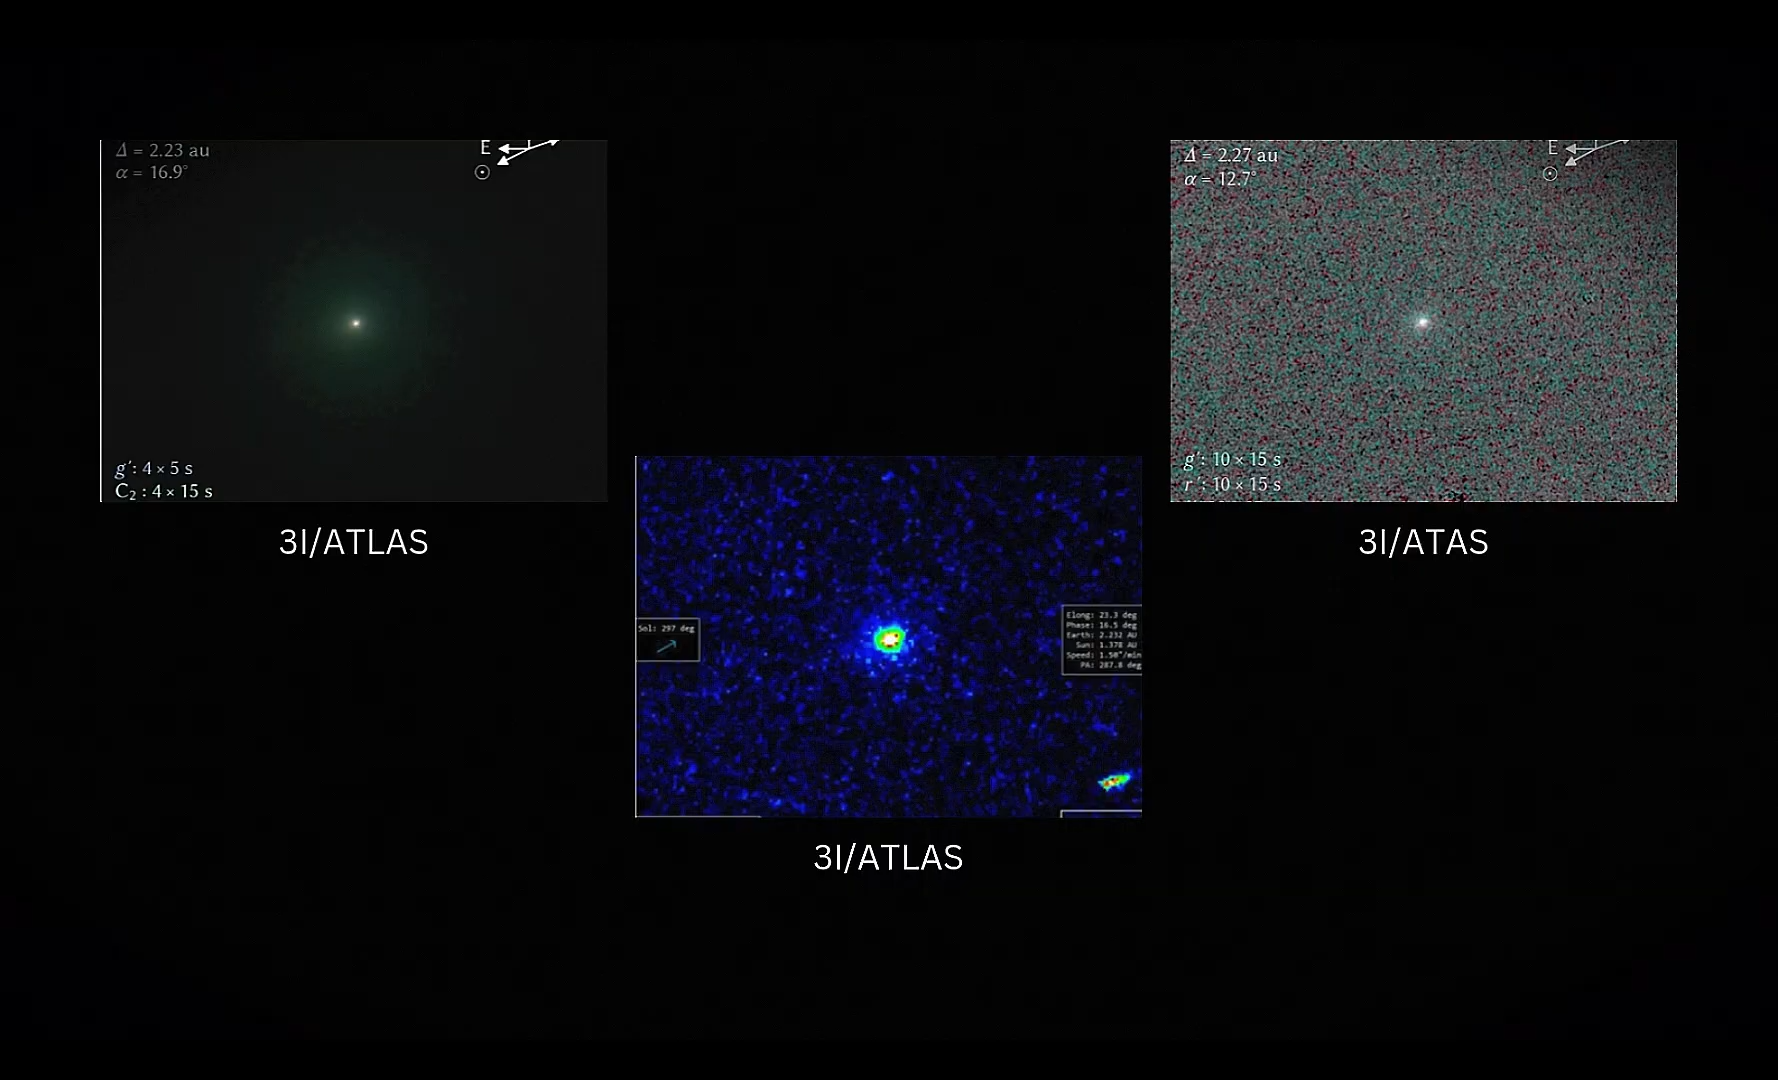 Δ = 2.23 au
α = 16.9°
E
g′: 4 × 5 s
C₂ : 4 × 15 s
3I/ATLAS
Sol: 297 deg
Elong: 23.3 deg
Phase: 16.5 deg
Earth: 2.232 AU
Sun: 1.378 AU
Speed: 1.50"/min
PA: 287.8 deg
3I/ATLAS
Δ = 2.27 au
α = 12.7°
E
g′: 10 × 15 s
r′: 10 × 15 s
3I/ATAS